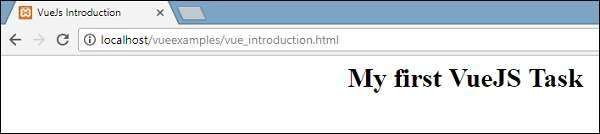 VueJs Introduction
localhost/vueexamples/vue_introduction.html
My first VueJS Task